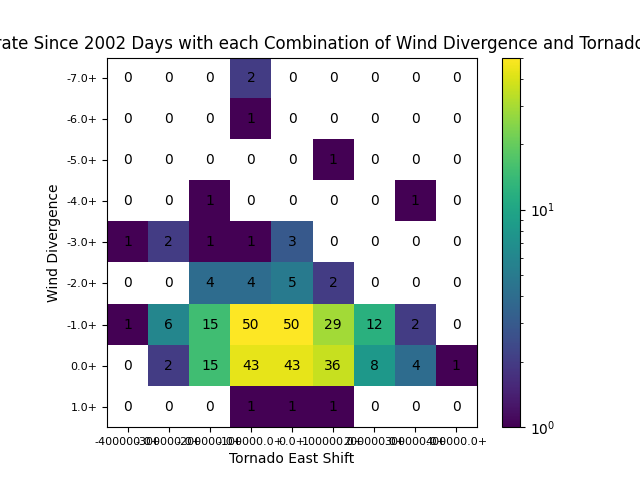 rate Since 2002 Days with each Combination of Wind Divergence and Tornado
-7.0+ 0 0 0 2 0 0 0 0 0
-6.0+ 0 0 0 1 0 0 0 0 0
-5.0+ 0 0 0 0 0 1 0 0 0
-4.0+ 0 0 1 0 0 0 0 1 0
-3.0+ 1 2 1 1 3 0 0 0 0
-2.0+ 0 0 4 4 5 2 0 0 0
-1.0+ 1 6 15 50 50 29 12 2 0
0.0+ 0 2 15 43 43 36 8 4 1
1.0+ 0 0 0 1 1 1 0 0 0
Wind Divergence
Tornado East Shift
10^1
10^0